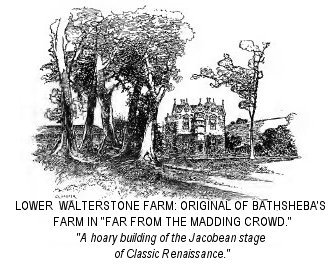 LOWER WALTERSTONE FARM: ORIGINAL OF BATHSHEBA'S
FARM IN "FAR FROM THE MADDING CROWD."
"A hoary building of the Jacobean stage
of Classic Renaissance."